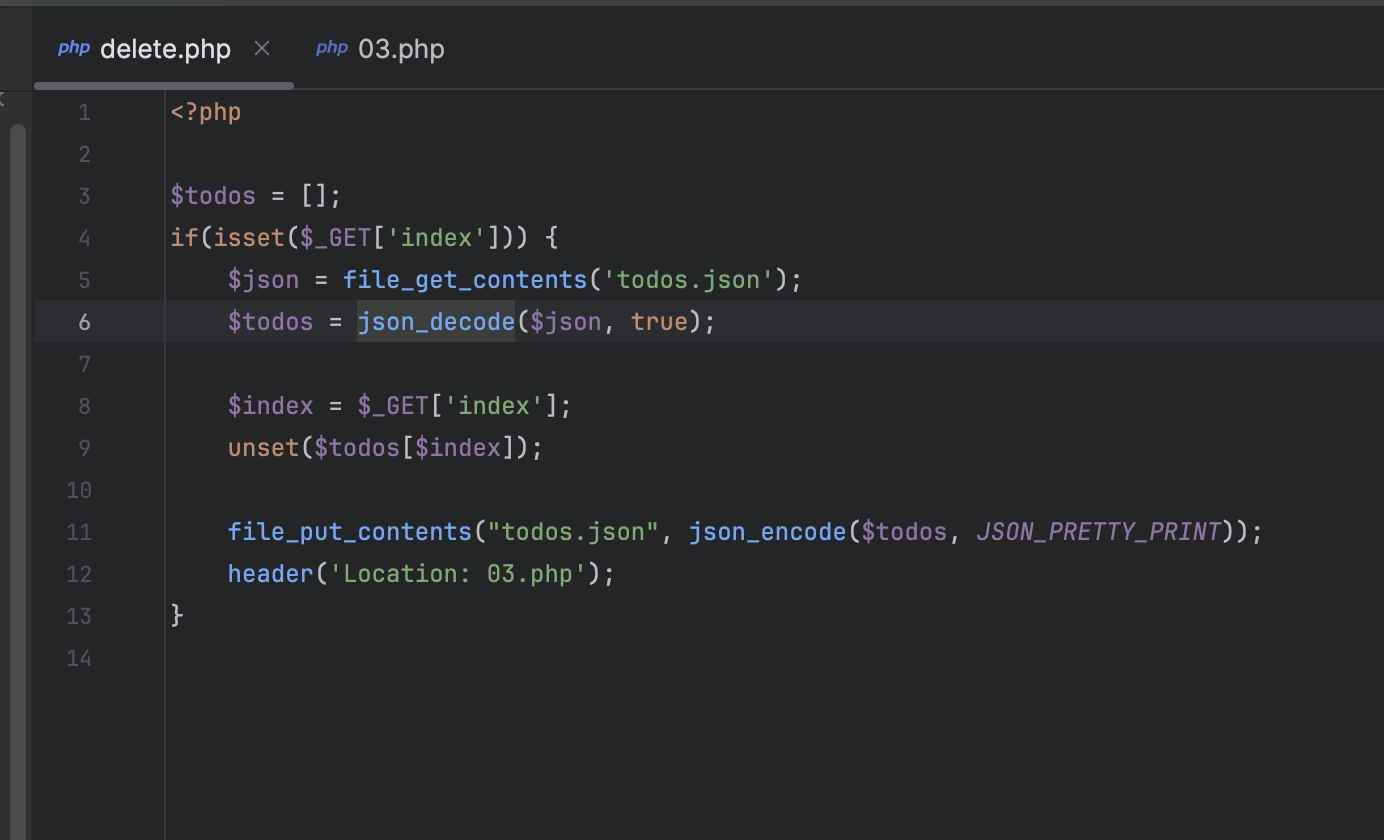 php delete.php × php 03.php
1 <?php
2
3 $todos = [];
4 if(isset($_GET['index'])) {
5     $json = file_get_contents('todos.json');
6     $todos = json_decode($json, true);
7
8     $index = $_GET['index'];
9     unset($todos[$index]);
10
11     file_put_contents("todos.json", json_encode($todos, JSON_PRETTY_PRINT));
12     header('Location: 03.php');
13 }
14